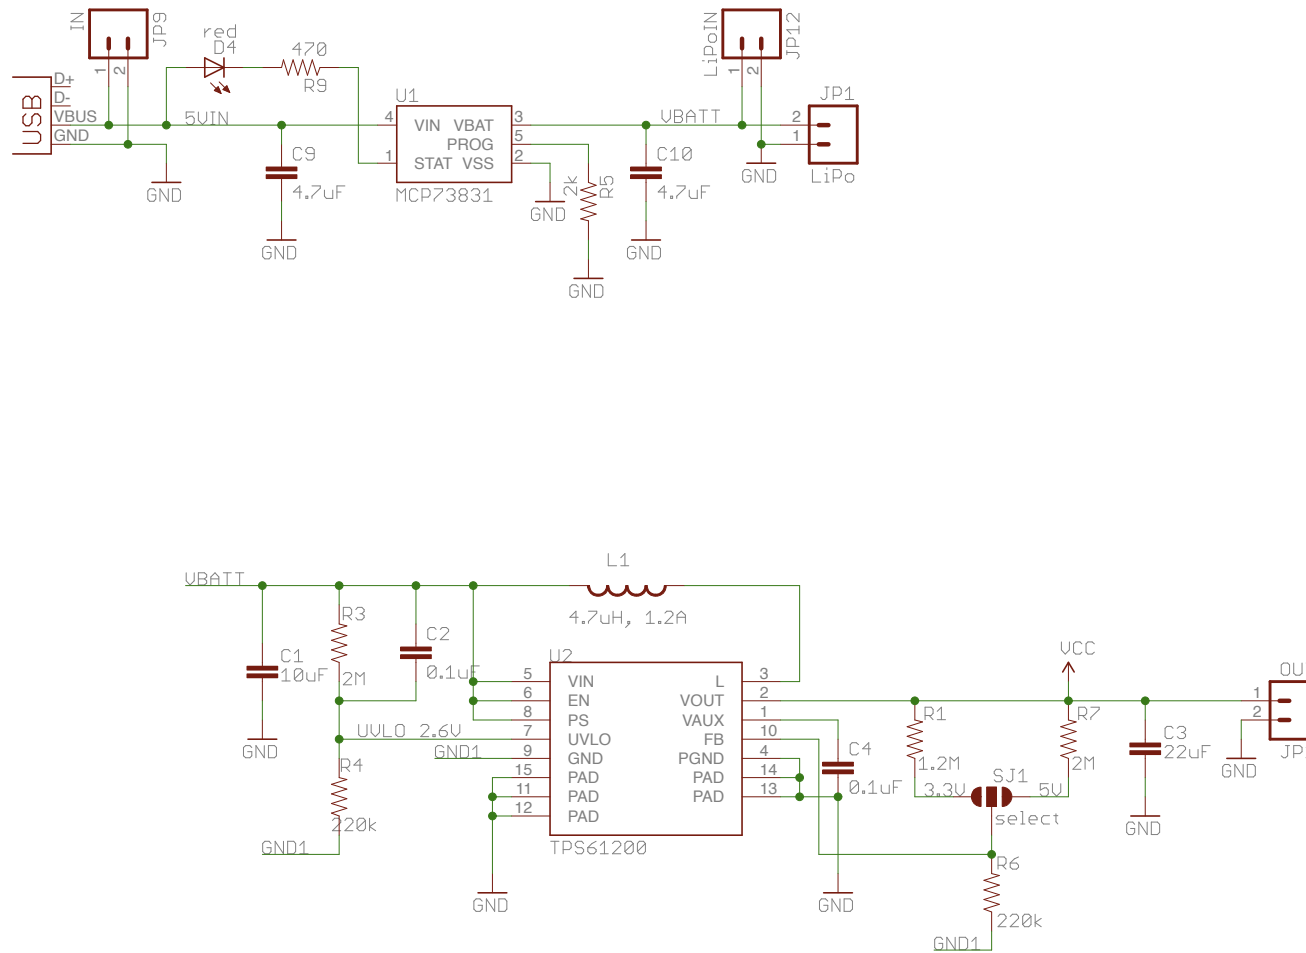 IN
JP9
red
D4
470
R9
USB
D+
D-
VBUS
GND
1
2
5VIN
GND
C9
4.7uF
GND
U1
4
VIN
VBAT
3
PROG
5
1
STAT
VSS
2
MCP73831
GND
2k
R5
GND
VBATT
C10
4.7uF
GND
LiPoIN
JP12
1
2
GND
JP1
2
1
LiPo
VBATT
L1
4.7uH, 1.2A
R3
2M
C1
10uF
GND
C2
0.1uF
UVLO 2.6V
GND1
R4
220k
GND1
U2
5
VIN
L
3
6
EN
VOUT
2
8
PS
VAUX
1
7
UVLO
FB
10
9
GND
PGND
4
15
PAD
PAD
14
11
PAD
PAD
13
12
PAD
TPS61200
GND
C4
0.1uF
GND
VCC
R1
1.2M
R7
2M
3.3V
SJ1
5V
select
R6
220k
GND1
C3
22uF
GND
OU
1
2
JP
GND